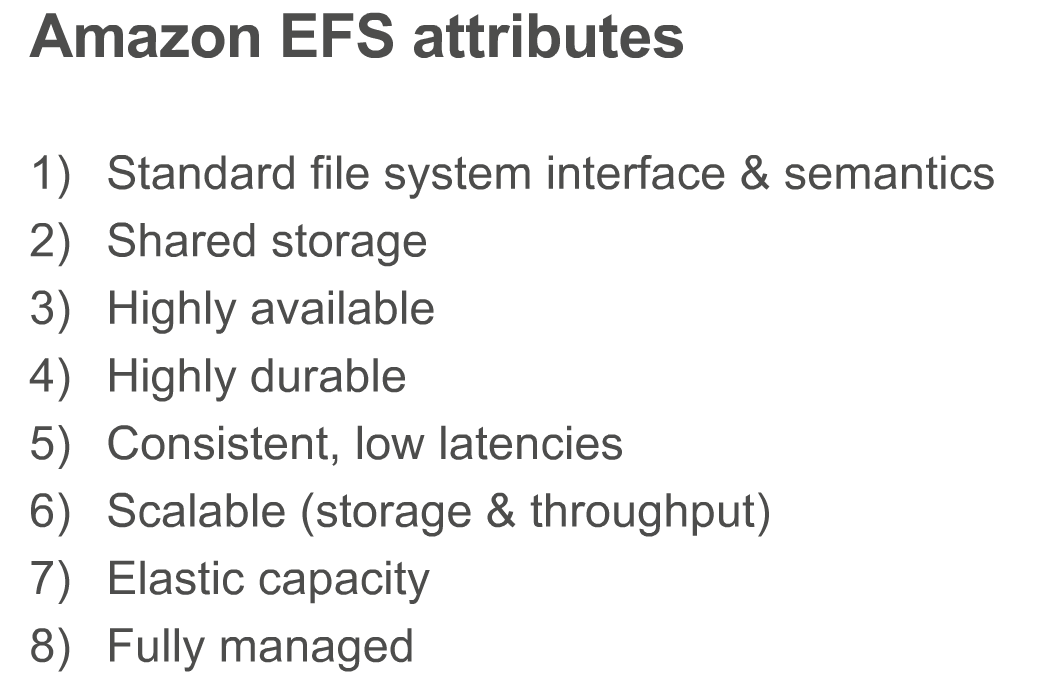 Amazon EFS attributes
1) Standard file system interface & semantics
2) Shared storage
3) Highly available
4) Highly durable
5) Consistent, low latencies
6) Scalable (storage & throughput)
7) Elastic capacity
8) Fully managed